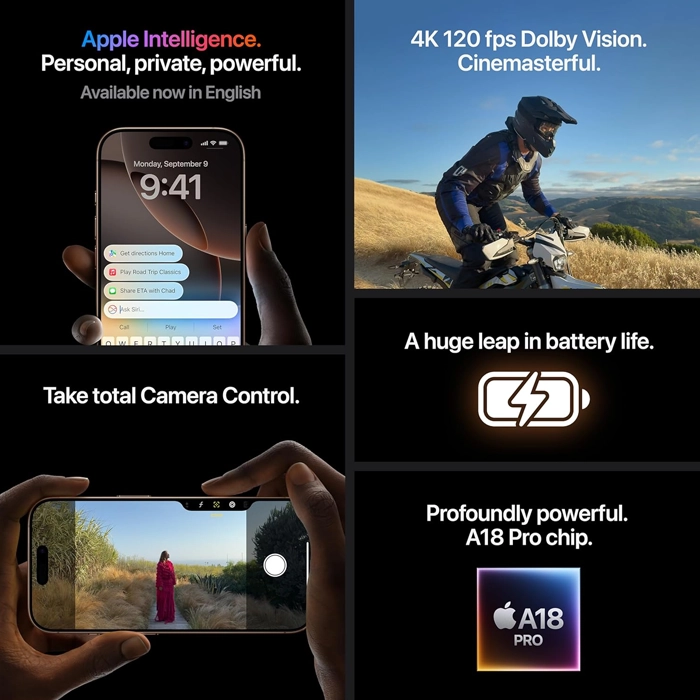 Apple Intelligence.
Personal, private, powerful.
Available now in English
Monday, September 9
9:41
Get directions Home
Play Road Trip Classics
Share ETA with Chad
Ask Siri...
Call Play Set
Q W E R T Y U I O P
4K 120 fps Dolby Vision.
Cinemasterful.
A huge leap in battery life.
Take total Camera Control.
Profoundly powerful.
A18 Pro chip.
A18
PRO